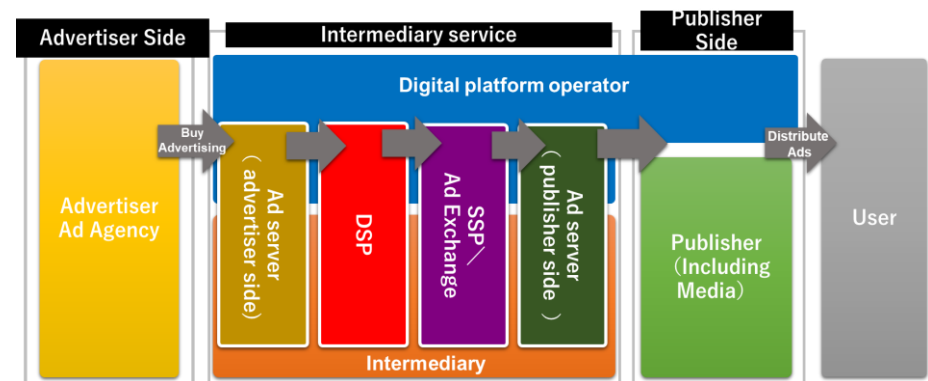 Advertiser Side
Intermediary service
Publisher
Side
Digital platform operator
Buy
Advertising
Distribute
Ads
Advertiser
Ad Agency
Ad server
（advertiser side)
DSP
SSP／
Ad Exchange
Ad server
（publisher side）
Publisher
（Including
Media）
User
Intermediary